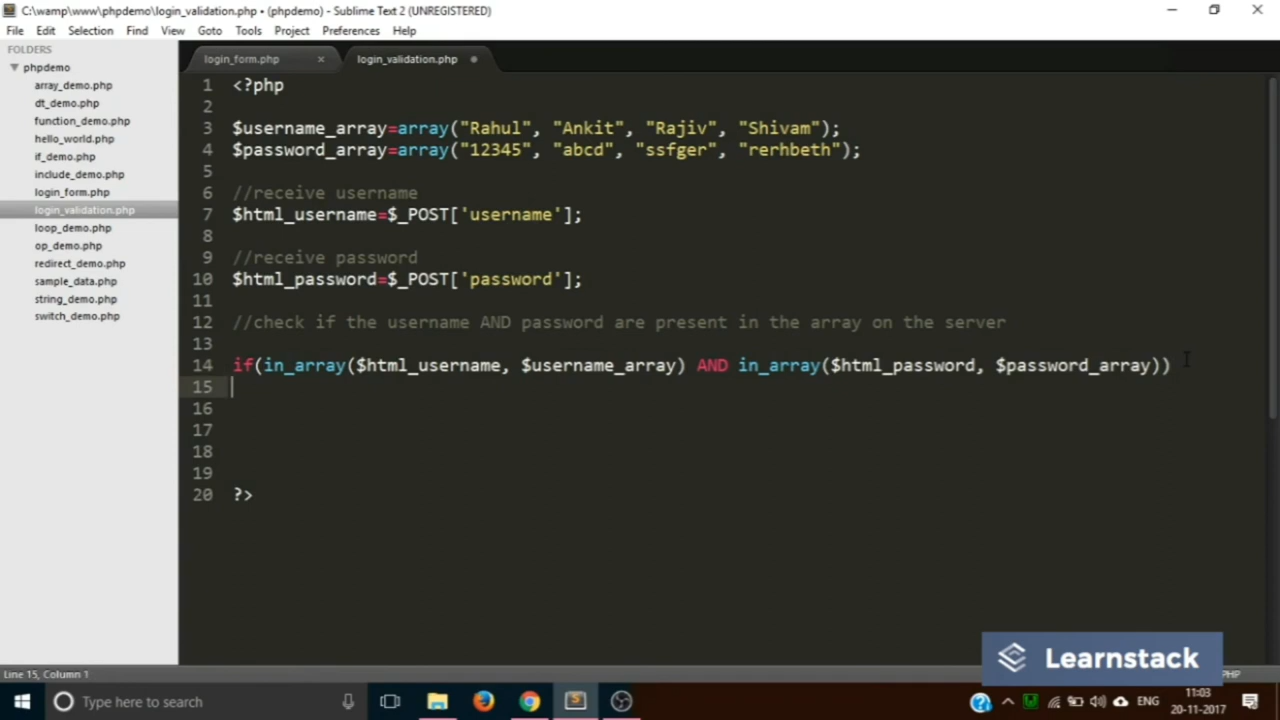 C:\wamp\www\phpdemo\login_validation.php • (phpdemo) - Sublime Text 2 (UNREGISTERED)
File Edit Selection Find View Goto Tools Project Preferences Help
FOLDERS
phpdemo
array_demo.php
dt_demo.php
function_demo.php
hello_world.php
if_demo.php
include_demo.php
login_form.php
login_validation.php
loop_demo.php
op_demo.php
redirect_demo.php
sample_data.php
string_demo.php
switch_demo.php
login_form.php × login_validation.php
1 <?php
2
3 $username_array=array("Rahul", "Ankit", "Rajiv", "Shivam");
4 $password_array=array("12345", "abcd", "ssfger", "rerhbeth");
5
6 //receive username
7 $html_username=$_POST['username'];
8
9 //receive password
10 $html_password=$_POST['password'];
11
12 //check if the username AND password are present in the array on the server
13
14 if(in_array($html_username, $username_array) AND in_array($html_password, $password_array))
15
16
17
18
19
20 ?>
Learnstack
Line 15, Column 1 PHP
Type here to search
ENG
11:03
20-11-2017